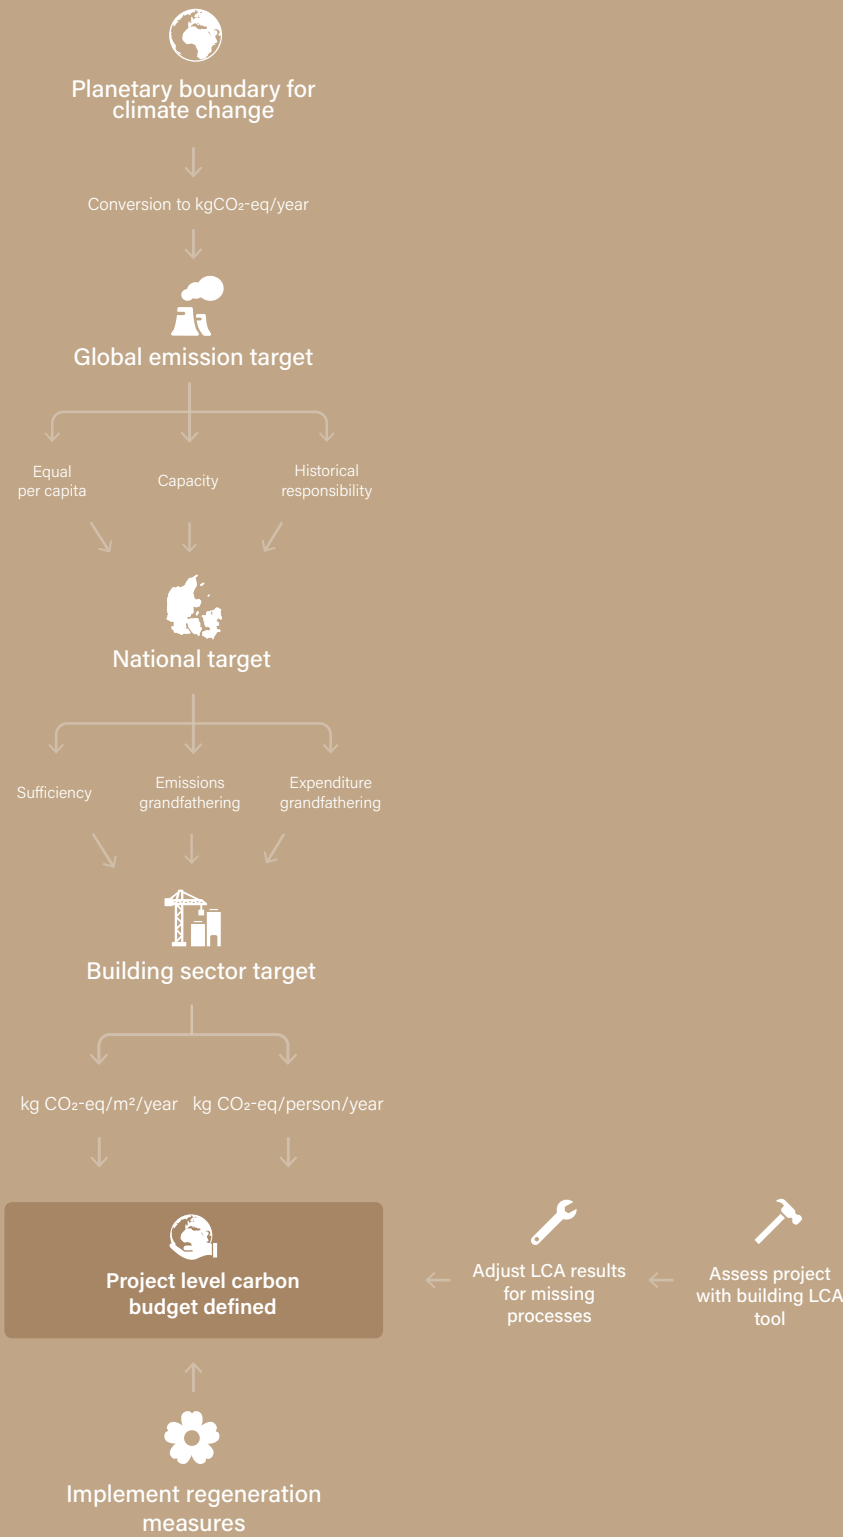 Planetary boundary for
climate change
Conversion to kgCO₂-eq/year
Global emission target
Equal
per capita
Capacity
Historical
responsibility
National target
Sufficiency
Emissions
grandfathering
Expenditure
grandfathering
Building sector target
kg CO₂-eq/m²/year
kg CO₂-eq/person/year
Project level carbon
budget defined
Adjust LCA results
for missing
processes
Assess project
with building LCA
tool
Implement regeneration
measures